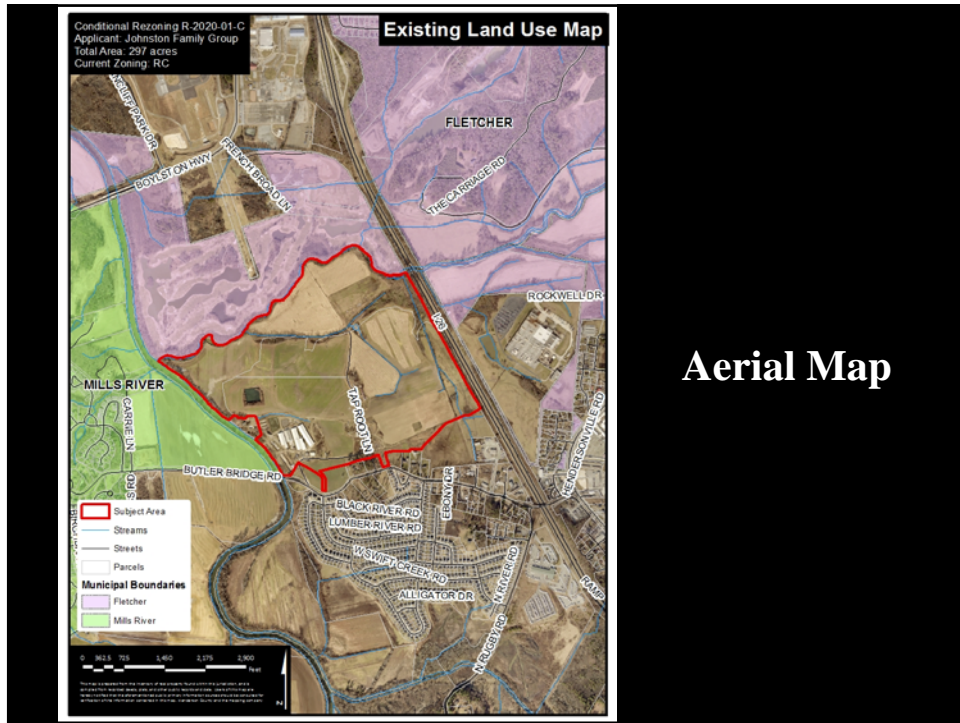 Conditional Rezoning R-2020-01-C
Applicant: Johnston Family Group
Total Area: 297 acres
Current Zoning: RC
Existing Land Use Map
PARK DR
FLETCHER
FRENCH BROAD LN
BOYLSTON HWY
THE CARRIAGE RD
ROCKWELL DR
I-26
Aerial Map
MILLS RIVER
CARRIE LN
TAP ROOT LN
HENDERSONVILLE RD
BUTLER BRIDGE RD
EBONY DR
BLACK RIVER RD
LUMBER RIVER RD
W SWIFT CREEK RD
N RIVER RD
ALLIGATOR DR
RAMP
N RUGBY RD
Subject Area
Streams
Streets
Parcels
Municipal Boundaries
Fletcher
Mills River
0 362.5 725 1,450 2,175 2,900
Feet
N